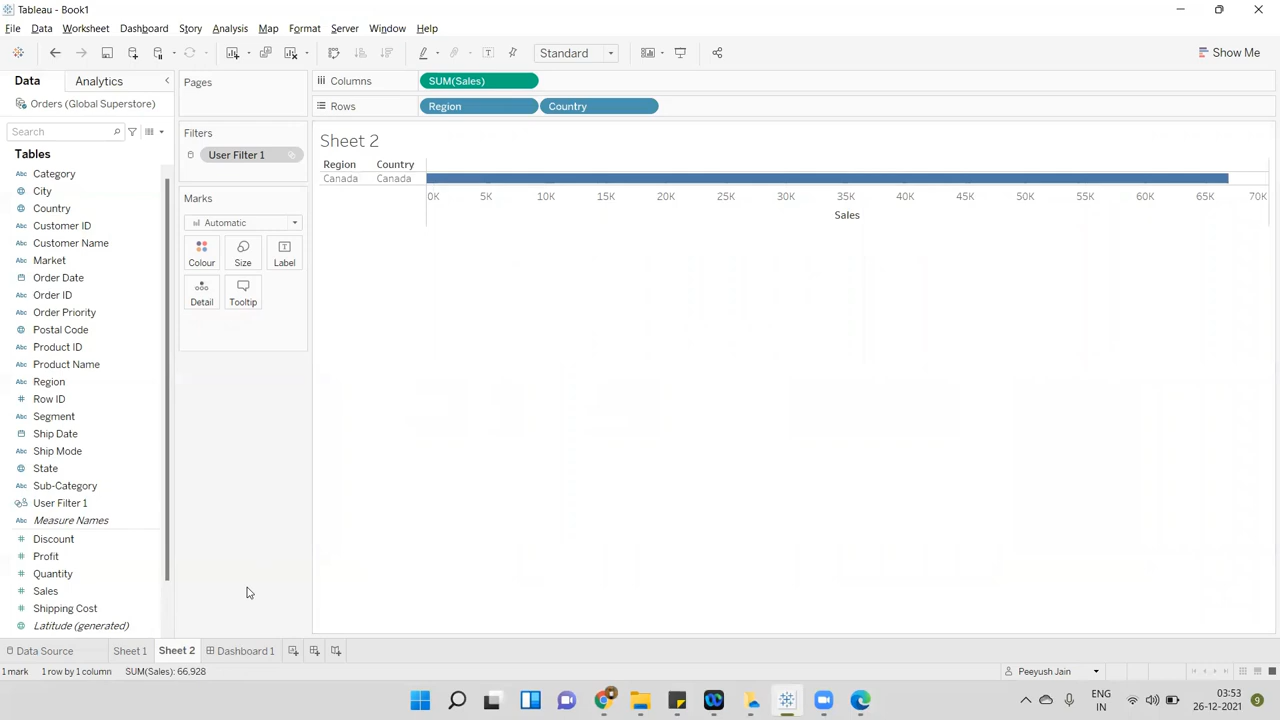 Tableau - Book1
File Data Worksheet Dashboard Story Analysis Map Format Server Window Help
Standard
Show Me
Data Analytics
Orders (Global Superstore)
Search
Tables
Category
City
Country
Customer ID
Customer Name
Market
Order Date
Order ID
Order Priority
Postal Code
Product ID
Product Name
Region
Row ID
Segment
Ship Date
Ship Mode
State
Sub-Category
User Filter 1
Measure Names
Discount
Profit
Quantity
Sales
Shipping Cost
Latitude (generated)
Pages
Filters
User Filter 1
Marks
Automatic
Colour Size Label
Detail Tooltip
Columns SUM(Sales)
Rows Region Country
Sheet 2
Region Country
Canada Canada
0K 5K 10K 15K 20K 25K 30K 35K 40K 45K 50K 55K 60K 65K 70K
Sales
Data Source Sheet 1 Sheet 2 Dashboard 1
1 mark 1 row by 1 column SUM(Sales): 66,928 Peeyush Jain
ENG 03:53
IN 26-12-2021 9